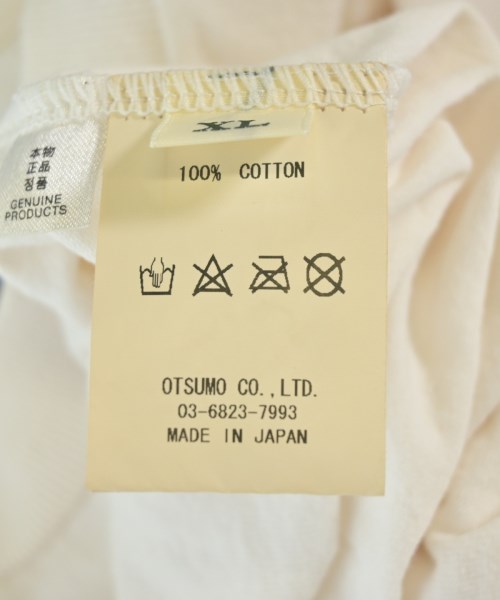 XL
100% COTTON
本物
正品
정품
GENUINE
PRODUCTS
OTSUMO CO.,LTD.
03-6823-7993
MADE IN JAPAN